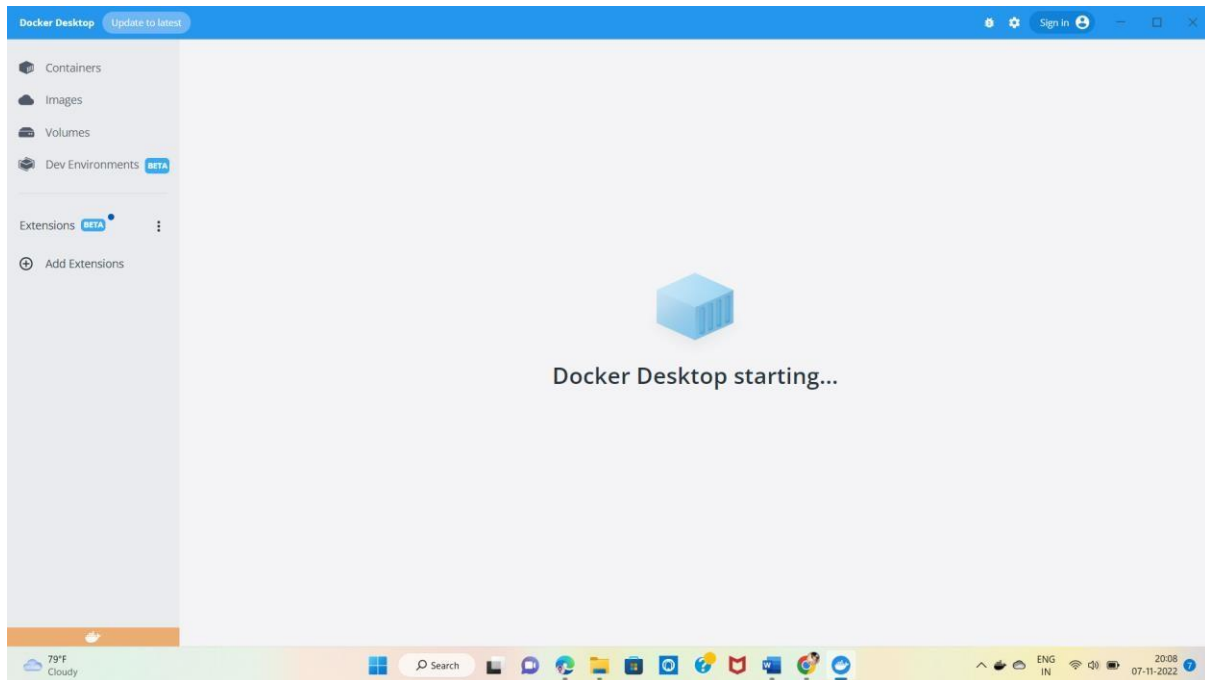 Docker Desktop Update to latest
Sign in
Containers
Images
Volumes
Dev Environments BETA
Extensions BETA
Add Extensions
Docker Desktop starting...
79°F
Cloudy
Search
ENG
IN
20:08
07-11-2022
7